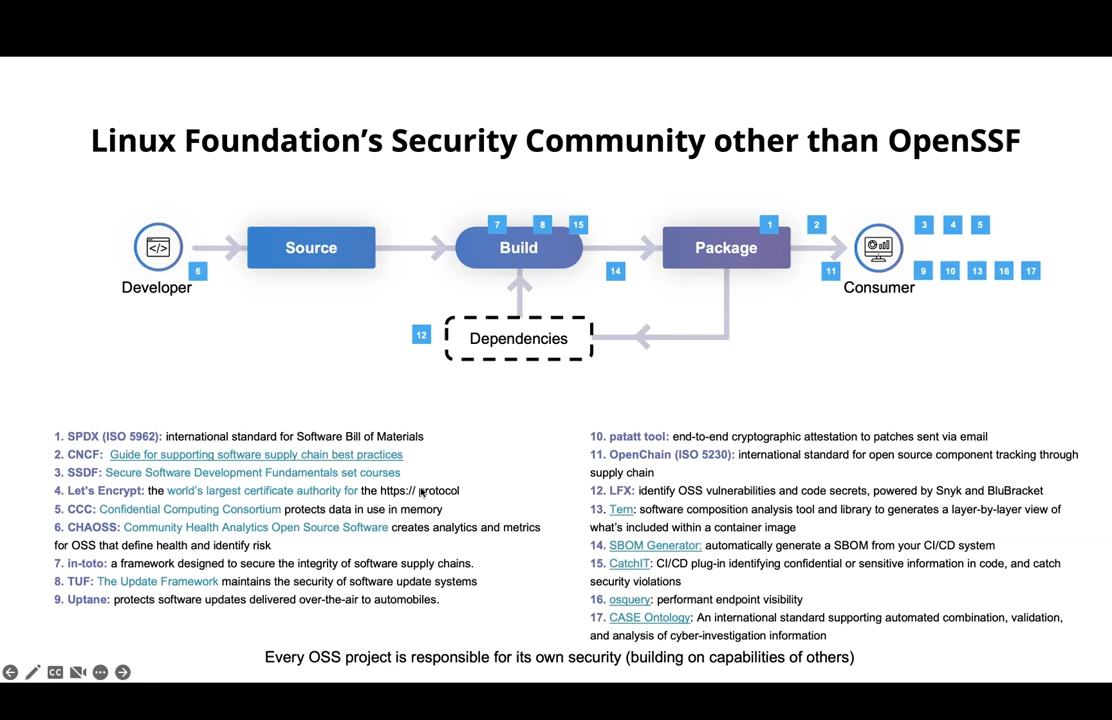 Linux Foundation's Security Community other than OpenSSF
7 8 15 1 2 3 4 5
Source Build Package
6 14 11 9 10 13 16 17
Developer Consumer
12 Dependencies
1. SPDX (ISO 5962): international standard for Software Bill of Materials
2. CNCF: Guide for supporting software supply chain best practices
3. SSDF: Secure Software Development Fundamentals set courses
4. Let's Encrypt: the world's largest certificate authority for the https:// protocol
5. CCC: Confidential Computing Consortium protects data in use in memory
6. CHAOSS: Community Health Analytics Open Source Software creates analytics and metrics
for OSS that define health and identify risk
7. in-toto: a framework designed to secure the integrity of software supply chains.
8. TUF: The Update Framework maintains the security of software update systems
9. Uptane: protects software updates delivered over-the-air to automobiles.
10. patatt tool: end-to-end cryptographic attestation to patches sent via email
11. OpenChain (ISO 5230): international standard for open source component tracking through
supply chain
12. LFX: identify OSS vulnerabilities and code secrets, powered by Snyk and BluBracket
13. Tern: software composition analysis tool and library to generates a layer-by-layer view of
what's included within a container image
14. SBOM Generator: automatically generate a SBOM from your CI/CD system
15. CatchIT: CI/CD plug-in identifying confidential or sensitive information in code, and catch
security violations
16. osquery: performant endpoint visibility
17. CASE Ontology: An international standard supporting automated combination, validation,
and analysis of cyber-investigation information
Every OSS project is responsible for its own security (building on capabilities of others)
CC